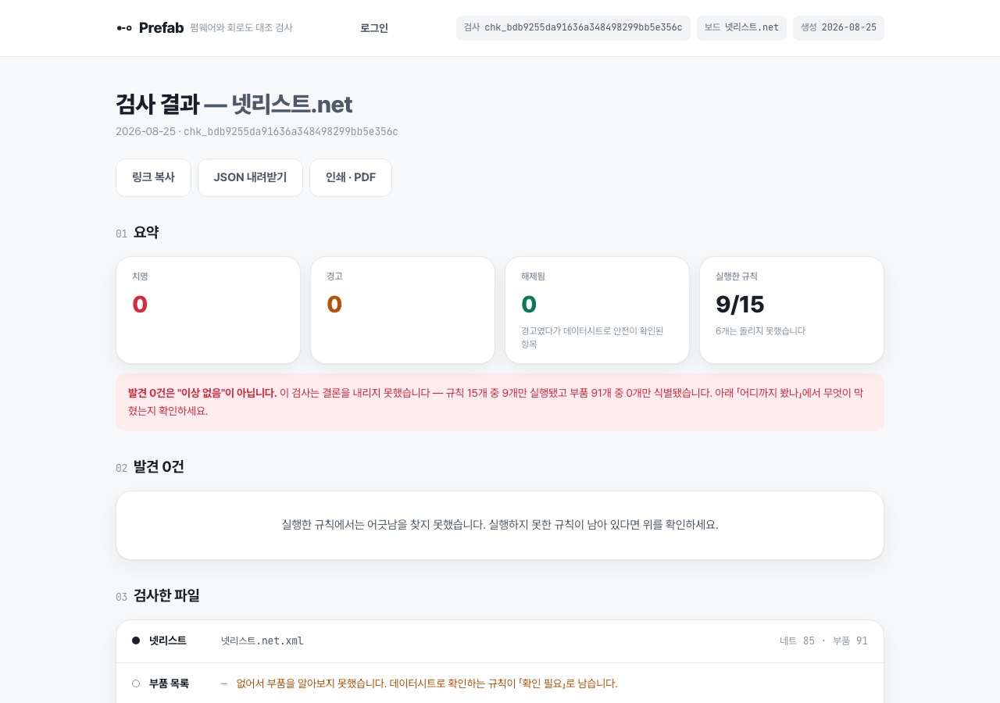 Prefab 펌웨어와 회로도 대조 검사
로그인
검사 chk_bdb9255da91636a348498299bb5e356c
보드 넷리스트.net
생성 2026-08-25
검사 결과 — 넷리스트.net
2026-08-25 · chk_bdb9255da91636a348498299bb5e356c
링크 복사
JSON 내려받기
인쇄 · PDF
01 요약
치명
0
경고
0
해제됨
0
경고였다가 데이터시트로 안전이 확인된
항목
실행한 규칙
9/15
6개는 돌리지 못했습니다
발견 0건은 "이상 없음"이 아닙니다. 이 검사는 결론을 내리지 못했습니다 — 규칙 15개 중 9개만 실행됐고 부품 91개 중 0개만 식별됐습니다. 아래 「어디까지 봤나」에서 무엇이 막
혔는지 확인하세요.
02 발견 0건
실행한 규칙에서는 어긋남을 찾지 못했습니다. 실행하지 못한 규칙이 남아 있다면 위를 확인하세요.
03 검사한 파일
넷리스트 넷리스트.net.xml 네트 85 · 부품 91
부품 목록 — 없어서 부품을 알아보지 못했습니다. 데이터시트로 확인하는 규칙이 「확인 필요」로 남습니다.